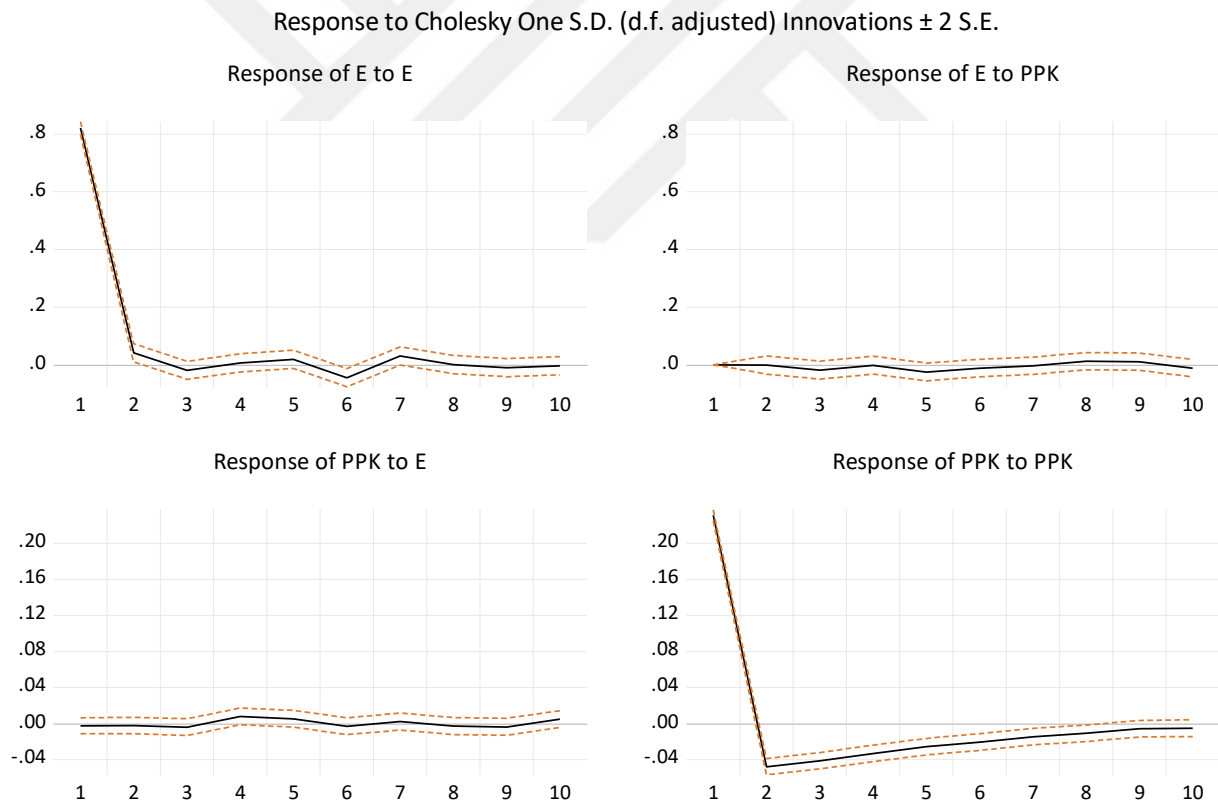 Response to Cholesky One S.D. (d.f. adjusted) Innovations ± 2 S.E.
Response of E to E
.8
.6
.4
.2
.0
1 2 3 4 5 6 7 8 9 10
Response of E to PPK
.8
.6
.4
.2
.0
1 2 3 4 5 6 7 8 9 10
Response of PPK to E
.20
.16
.12
.08
.04
.00
-.04
1 2 3 4 5 6 7 8 9 10
Response of PPK to PPK
.20
.16
.12
.08
.04
.00
-.04
1 2 3 4 5 6 7 8 9 10